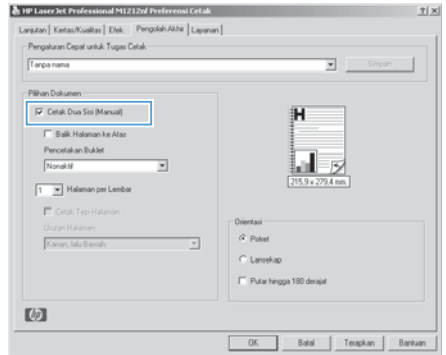 HP LaserJet Professional M1212nf Preferensi Cetak
Lanjutan Kertas/Kualitas Efek Pengolah Akhir Layanan
Pengaturan Cepat untuk Tugas Cetak
Tanpa nama
Simpan
Pilihan Dokumen
Cetak Dua Sisi (Manual)
Balik Halaman ke Atas
Pencetakan Buklet
Nonaktif
1 Halaman per Lembar
Cetak Tepi Halaman
Urutan Halaman
Kanan, lalu Bawah
H
215,9 x 279,4 mm.
Orientasi
Potret
Lansekap
Putar hingga 180 derajat
hp
OK Batal Terapkan Bantuan